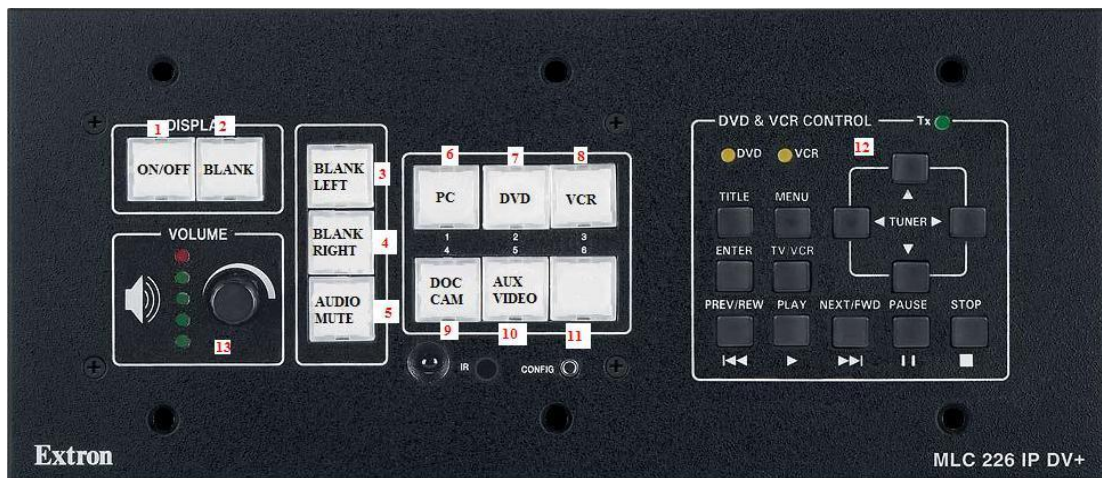 1 DISPLA 2
ON/OFF BLANK
VOLUME
13
BLANK LEFT 3
BLANK RIGHT 4
AUDIO MUTE 5
6 7 8
PC DVD VCR
1 2 3
4 5 6
DOC CAM AUX VIDEO
9 10 11
IR CONFIG
DVD & VCR CONTROL Tx
DVD VCR 12
TITLE MENU
TUNER
ENTER TV/VCR
PREV/REW PLAY NEXT/FWD PAUSE STOP
Extron MLC 226 IP DV+